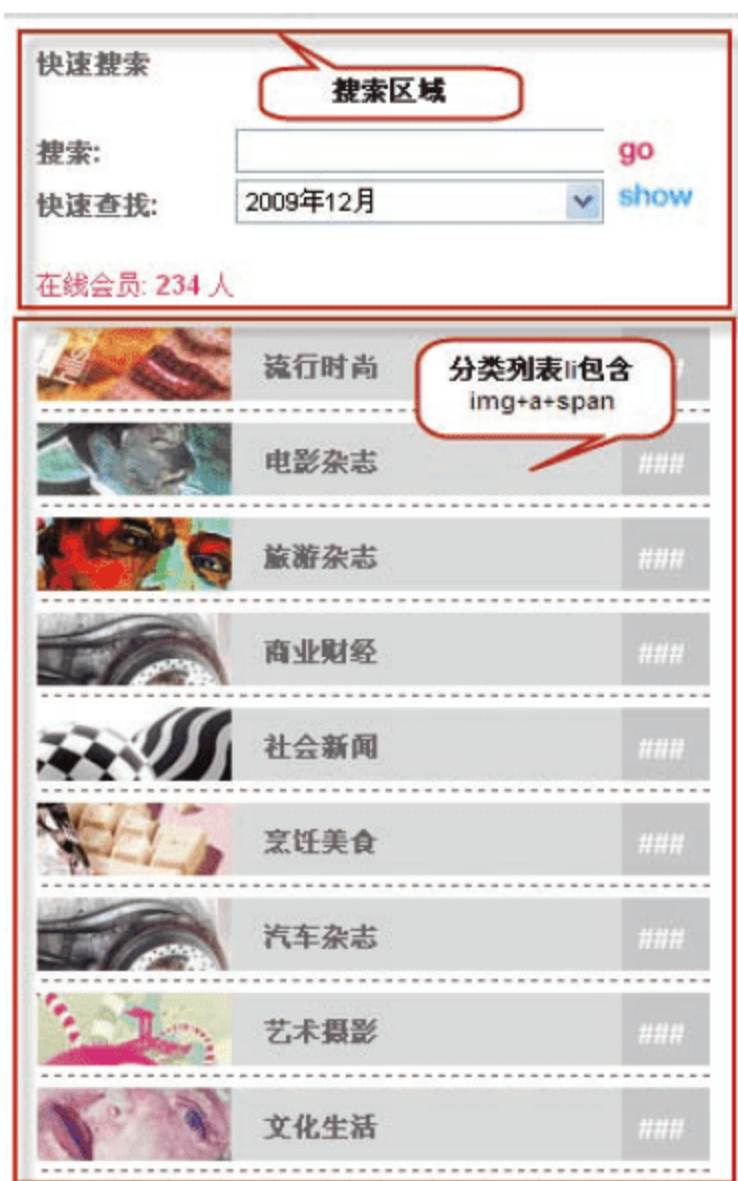 快速搜索
搜索区域
搜索:
go
快速查找:
2009年12月
show
在线会员: 234 人
流行时尚
分类列表li包含
img+a+span
电影杂志
###
旅游杂志
###
商业财经
###
社会新闻
###
烹饪美食
###
汽车杂志
###
艺术摄影
###
文化生活
###